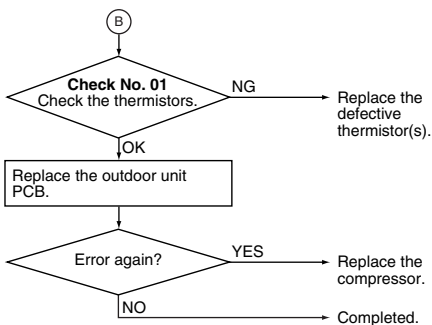 B
Check No. 01
Check the thermistors.
NG
Replace the
defective
thermistor(s).
OK
Replace the outdoor unit
PCB.
Error again?
YES
Replace the
compressor.
NO
Completed.